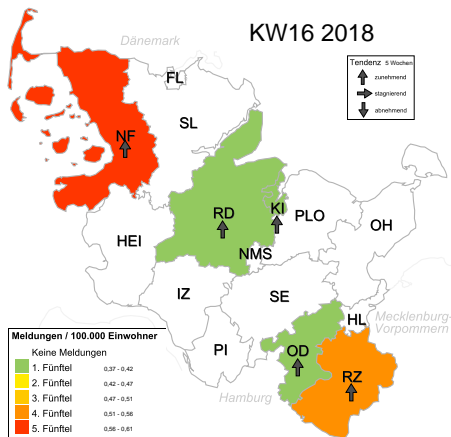 KW16 2018
Dänemark
Tendenz 5 Wochen
zunehmend
stagnierend
abnehmend
FL
SL
NF
RD
KI
PLO
OH
HEI
NMS
IZ
SE
HL
Mecklenburg-
Vorpommern
PI
OD
RZ
Hamburg
Meldungen / 100.000 Einwohner
Keine Meldungen
1. Fünftel 0,37 - 0,42
2. Fünftel 0,42 - 0,47
3. Fünftel 0,47 - 0,51
4. Fünftel 0,51 - 0,56
5. Fünftel 0,56 - 0,61